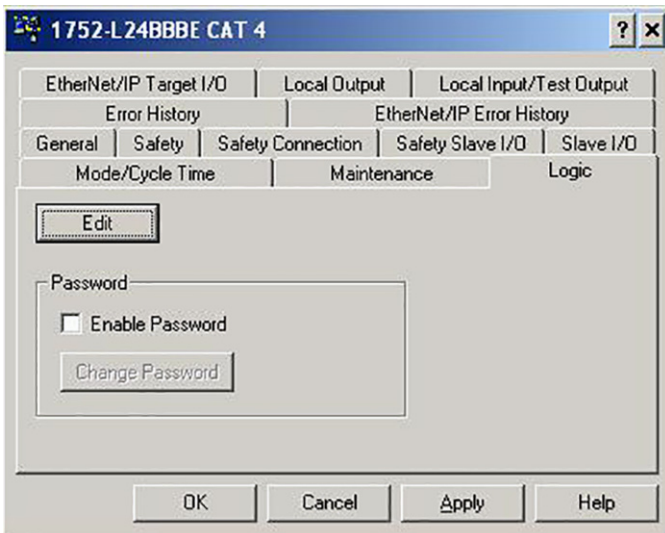 1752-L24BBBE CAT 4
EtherNet/IP Target I/O Local Output Local Input/Test Output
Error History EtherNet/IP Error History
General Safety Safety Connection Safety Slave I/O Slave I/O
Mode/Cycle Time Maintenance Logic
Edit
Password
Enable Password
Change Password
OK Cancel Apply Help